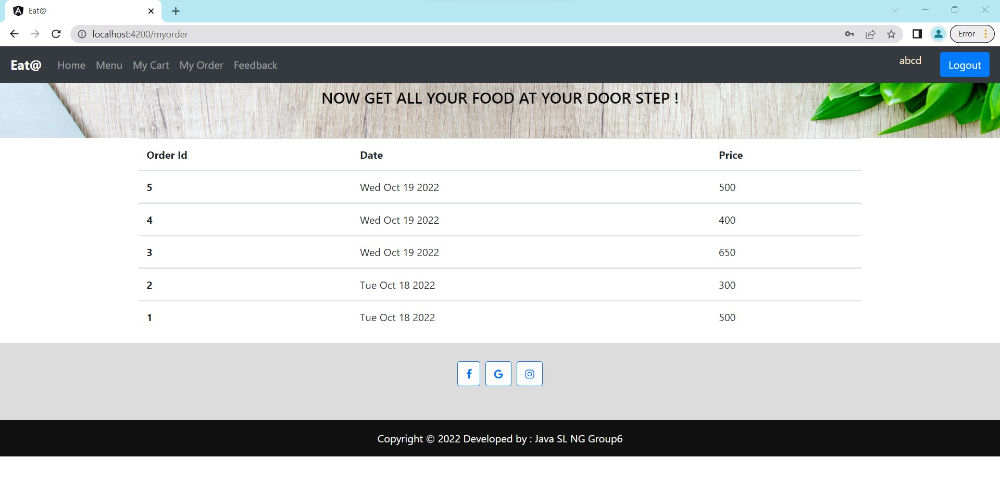 Eat@
localhost:4200/myorder
Error
Eat@ Home Menu My Cart My Order Feedback abcd Logout
NOW GET ALL YOUR FOOD AT YOUR DOOR STEP !
Order Id Date Price
5 Wed Oct 19 2022 500
4 Wed Oct 19 2022 400
3 Wed Oct 19 2022 650
2 Tue Oct 18 2022 300
1 Tue Oct 18 2022 500
Copyright © 2022 Developed by : Java SL NG Group6